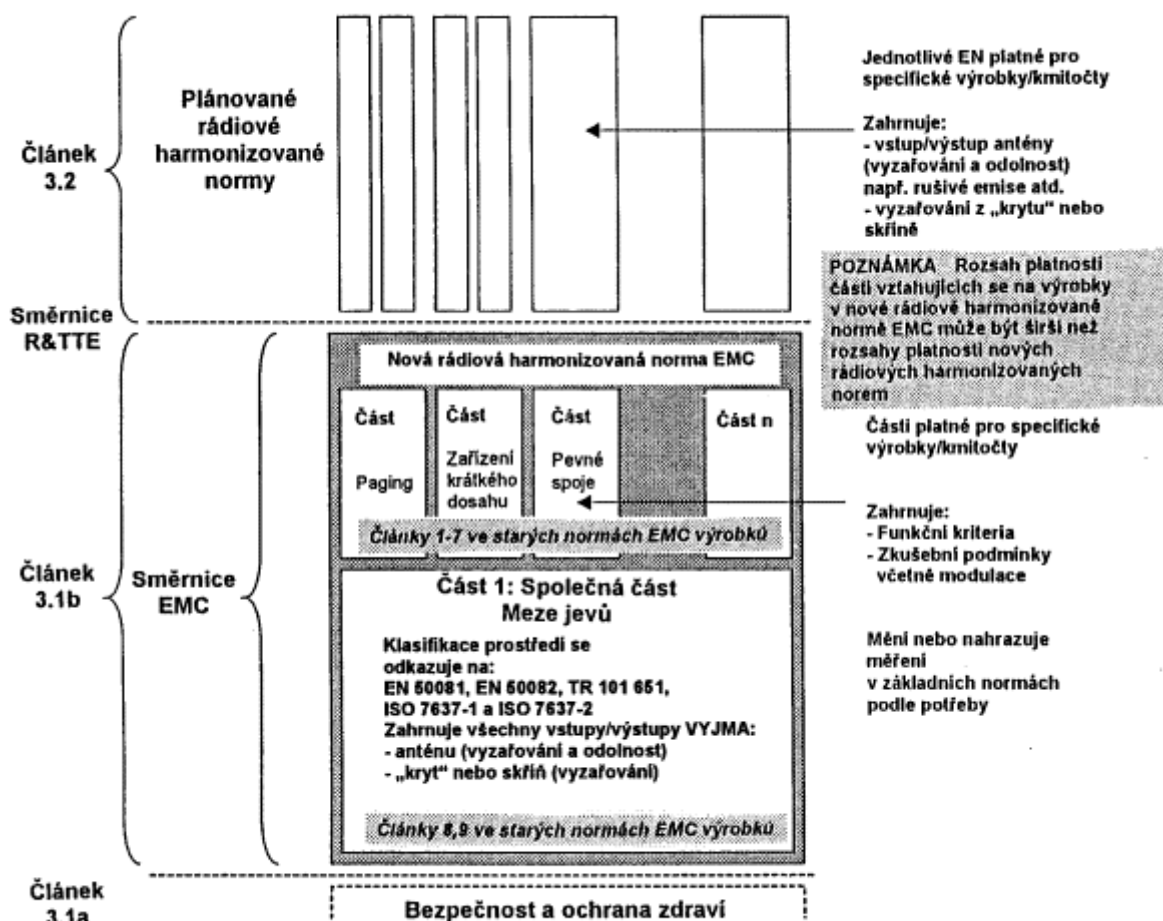 Článek
3.2
Plánované
rádiové
harmonizované
normy
Jednotlivé EN platné pro
specifické výrobky/kmitočty
Zahrnuje:
- vstup/výstup antény
(vyzařování a odolnost)
např. rušivé emise atd.
- vyzařování z „krytu“ nebo
skříně
Směrnice
R&TTE
POZNÁMKA Rozsah platnosti
částí vztahujících se na výrobky
v nové rádiové harmonizované
normě EMC může být širší než
rozsahy platnosti nových
rádiových harmonizovaných
norem
Nová rádiová harmonizovaná norma EMC
Část
Paging
Část
Zařízení
krátkého
dosahu
Část
Pevné
spoje
Část n
Články 1-7 ve starých normách EMC výrobků
Části platné pro specifické
výrobky/kmitočty
Zahrnuje:
- Funkční kriteria
- Zkušební podmínky
včetně modulace
Mění nebo nahrazuje
měření
v základních normách
podle potřeby
Článek
3.1b
Směrnice
EMC
Část 1: Společná část
Meze jevů
Klasifikace prostředí se
odkazuje na:
EN 50081, EN 50082, TR 101 651,
ISO 7637-1 a ISO 7637-2
Zahrnuje všechny vstupy/výstupy VYJMA:
- anténu (vyzařování a odolnost)
- „kryt“ nebo skříň (vyzařování)
Články 8,9 ve starých normách EMC výrobků
Článek
3.1a
Bezpečnost a ochrana zdraví